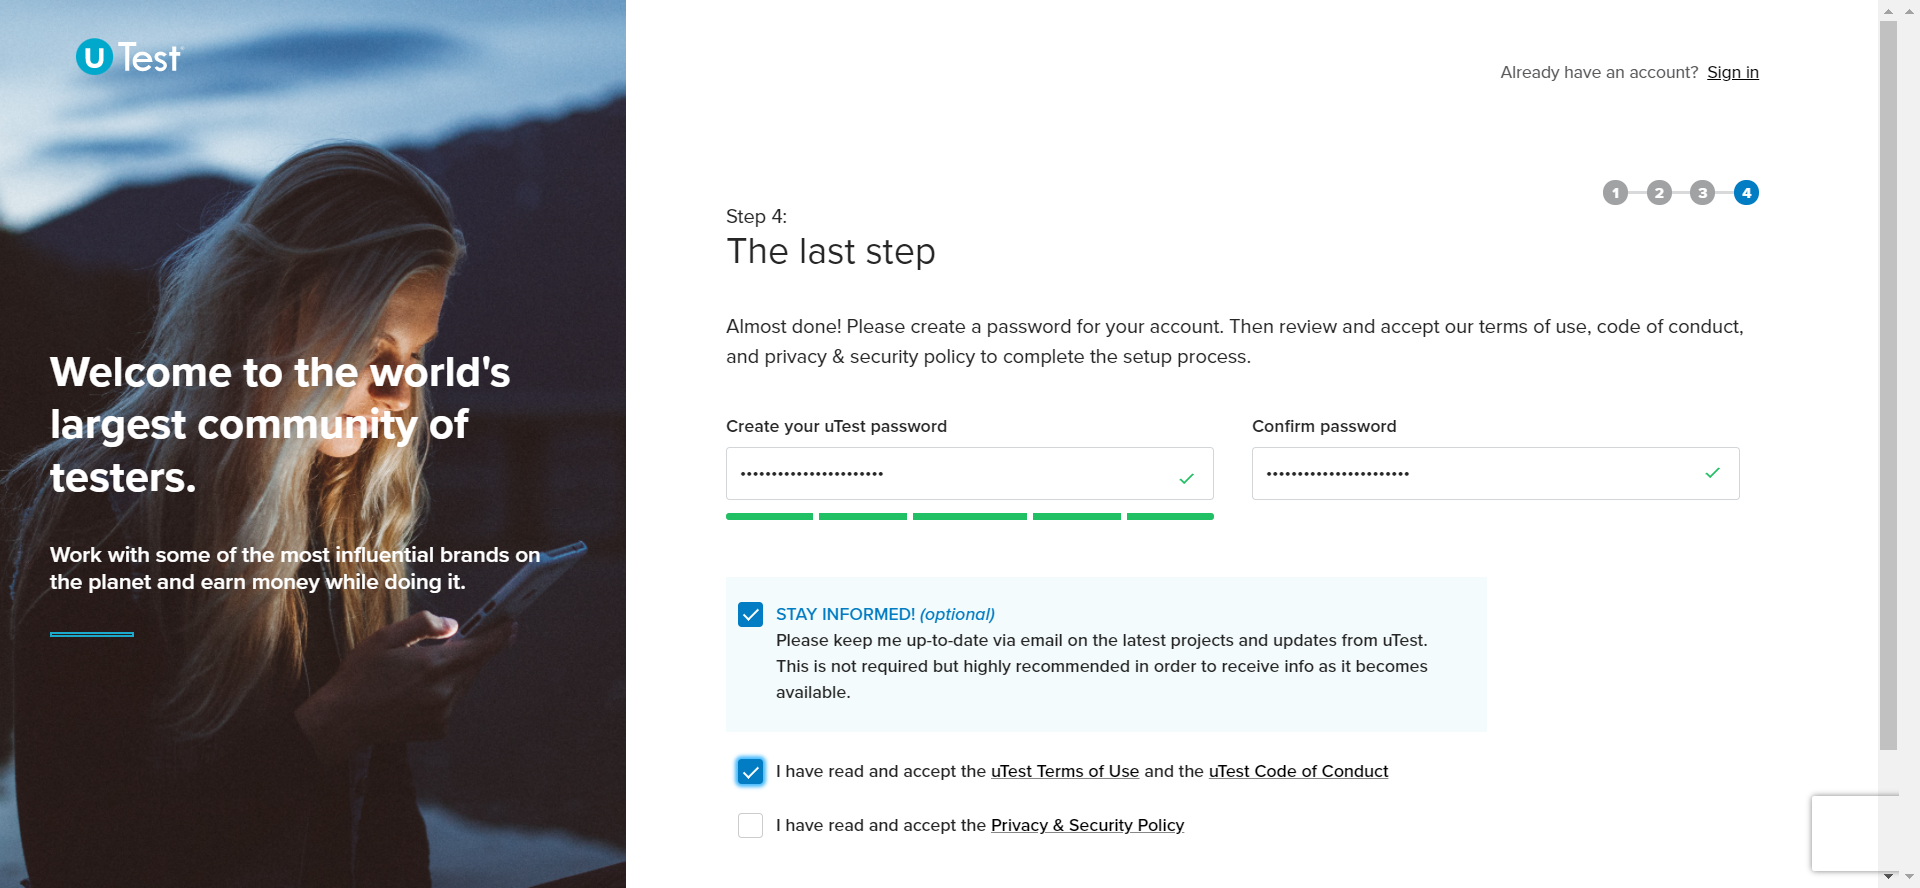 U Test
Already have an account? Sign in
1 2 3 4
Step 4:
The last step
Almost done! Please create a password for your account. Then review and accept our terms of use, code of conduct,
and privacy & security policy to complete the setup process.
Create your uTest password
Confirm password
Welcome to the world's
largest community of
testers.
Work with some of the most influential brands on
the planet and earn money while doing it.
STAY INFORMED! (optional)
Please keep me up-to-date via email on the latest projects and updates from uTest.
This is not required but highly recommended in order to receive info as it becomes
available.
I have read and accept the uTest Terms of Use and the uTest Code of Conduct
I have read and accept the Privacy & Security Policy